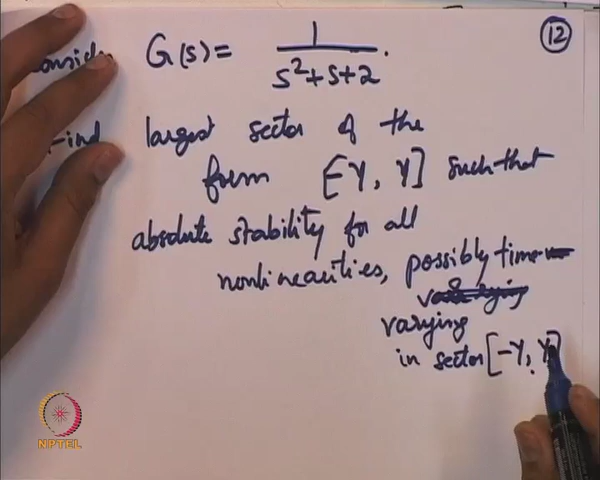 12
G(s) = 1 / s²+s+2 .
largest sector of the
form [-γ, γ] such that
absolute stability for all
nonlinearities, possibly time-
varying
in sector [-γ, γ]
NPTEL